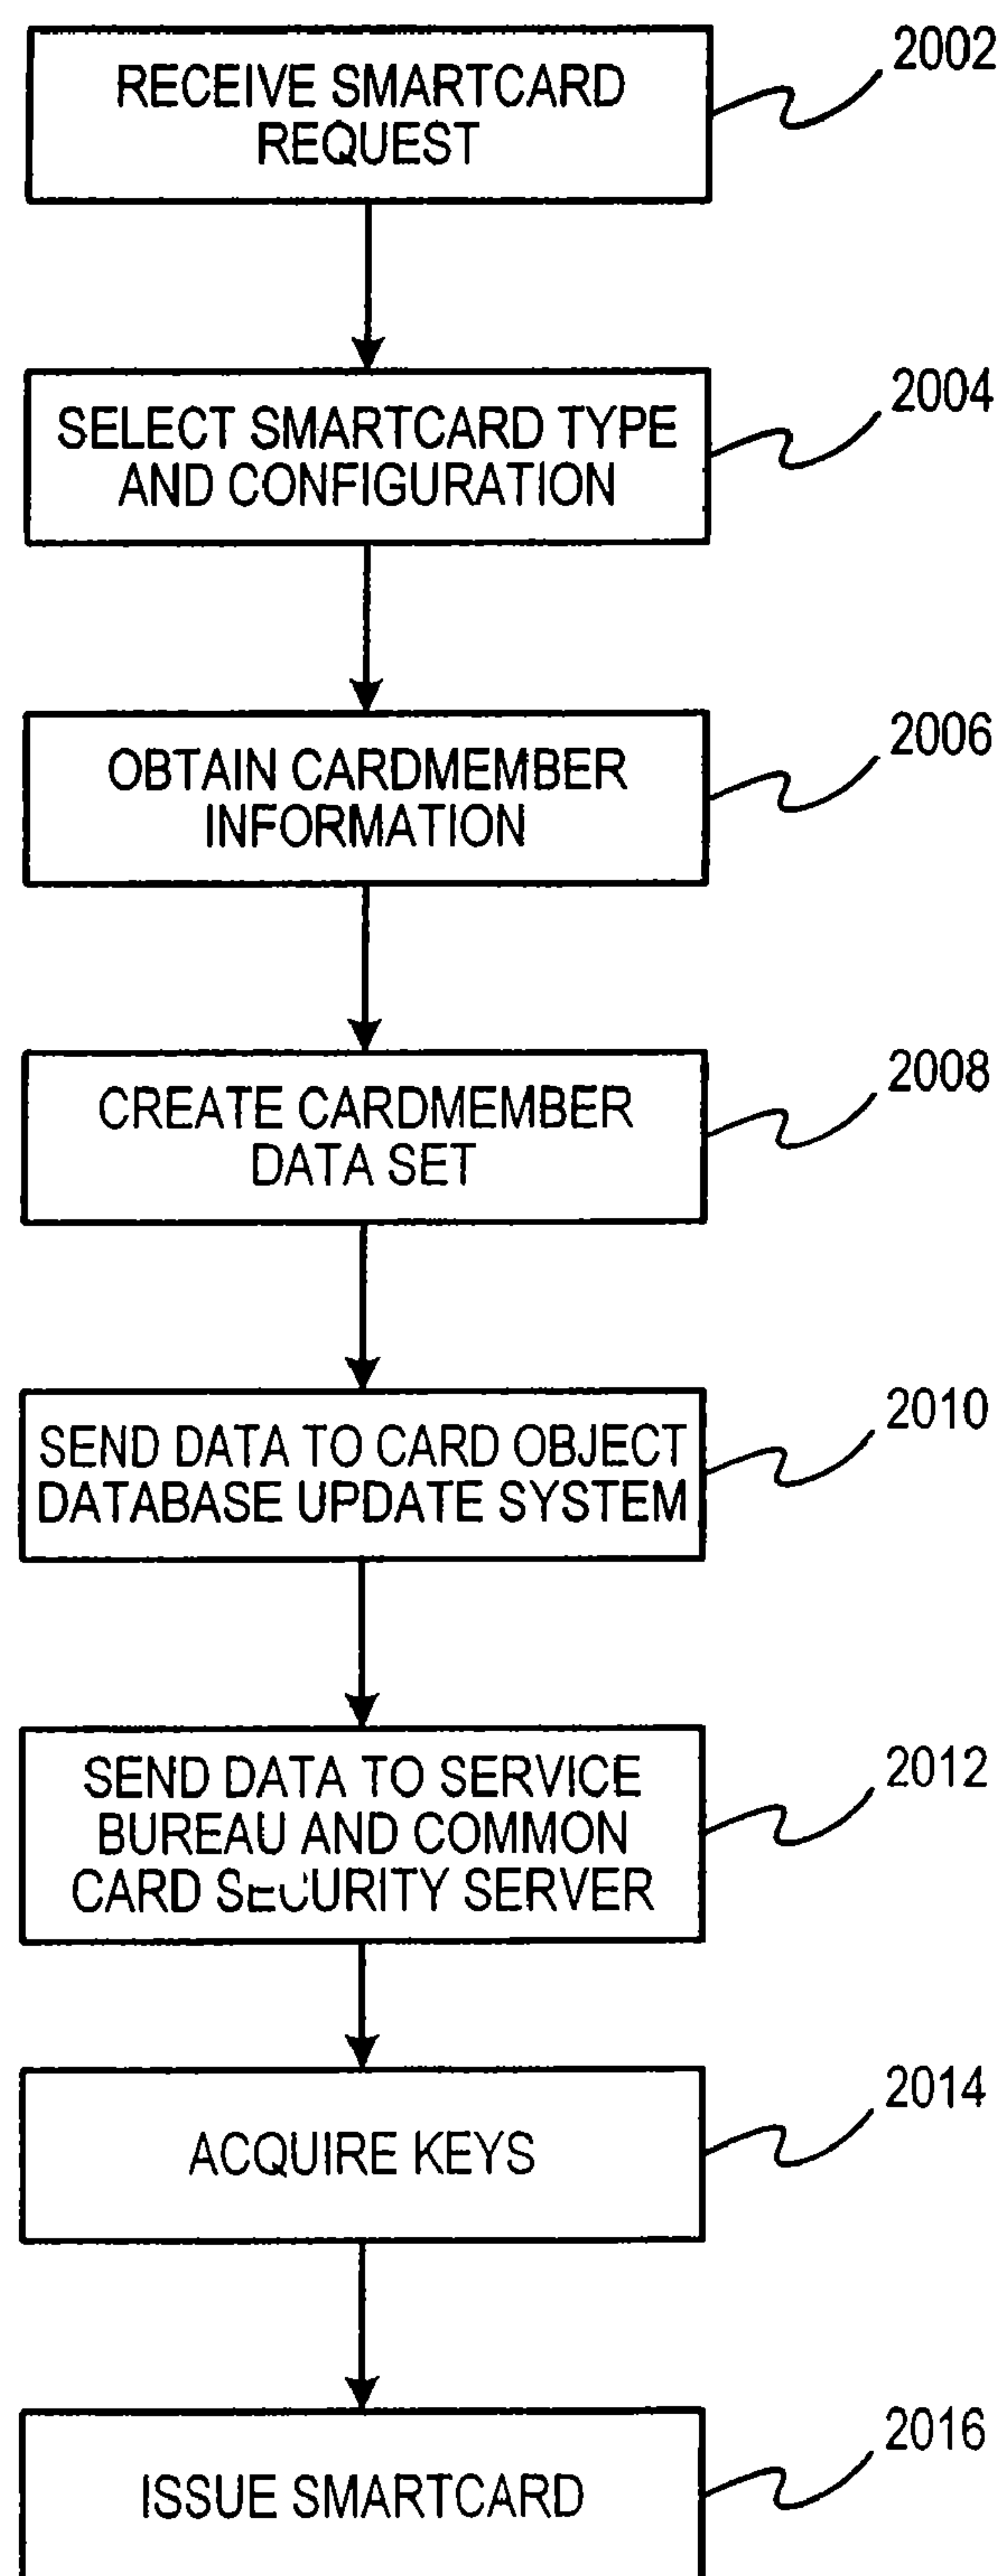 RECEIVE SMARTCARD
REQUEST
2002
SELECT SMARTCARD TYPE
AND CONFIGURATION
2004
OBTAIN CARDMEMBER
INFORMATION
2006
CREATE CARDMEMBER
DATA SET
2008
SEND DATA TO CARD OBJECT
DATABASE UPDATE SYSTEM
2010
SEND DATA TO SERVICE
BUREAU AND COMMON
CARD SECURITY SERVER
2012
ACQUIRE KEYS
2014
ISSUE SMARTCARD
2016